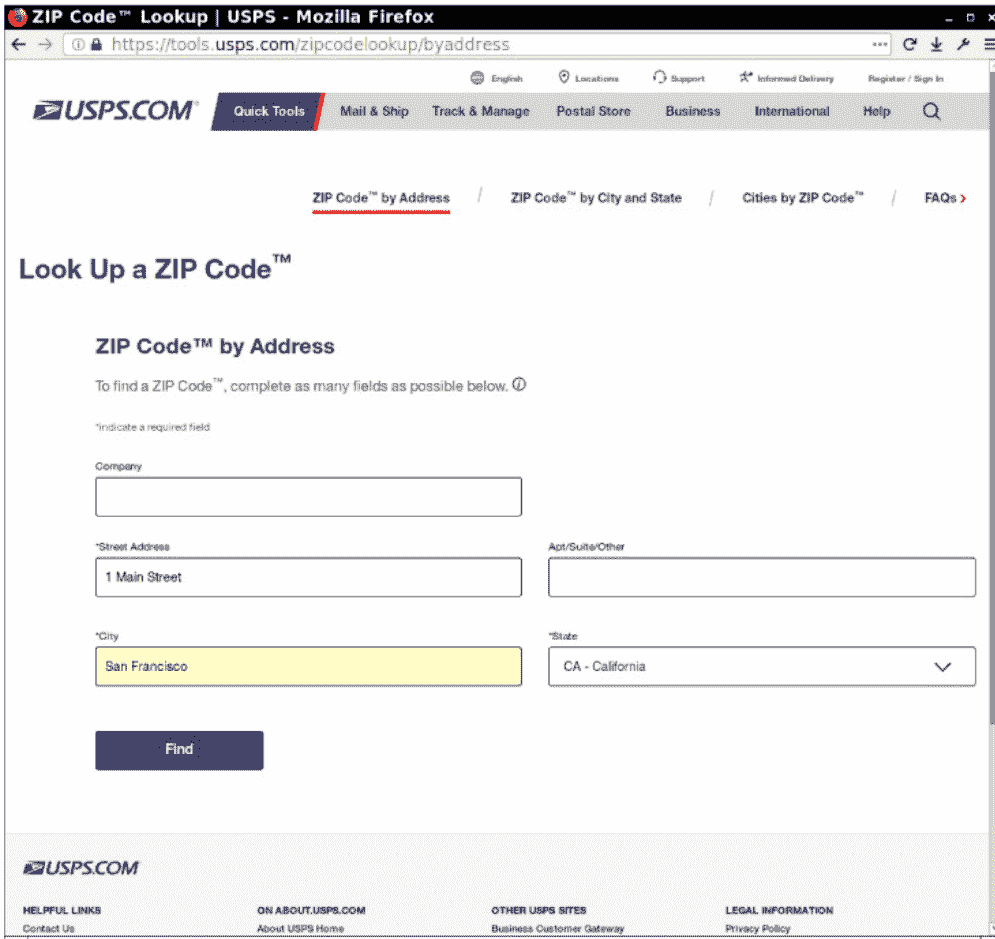 ZIP Code™ Lookup | USPS - Mozilla Firefox
https://tools.usps.com/zipcodelookup/byaddress
English Locations Support Informed Delivery Register / Sign In
USPS.COM® Quick Tools Mail & Ship Track & Manage Postal Store Business International Help
ZIP Code™ by Address / ZIP Code™ by City and State / Cities by ZIP Code™ / FAQs
Look Up a ZIP Code™
ZIP Code™ by Address
To find a ZIP Code™, complete as many fields as possible below.
*indicate a required field
Company
*Street Address Apt/Suite/Other
1 Main Street
*City *State
San Francisco CA - California
Find
USPS.COM
HELPFUL LINKS ON ABOUT.USPS.COM OTHER USPS SITES LEGAL INFORMATION
Contact Us About USPS Home Business Customer Gateway Privacy Policy